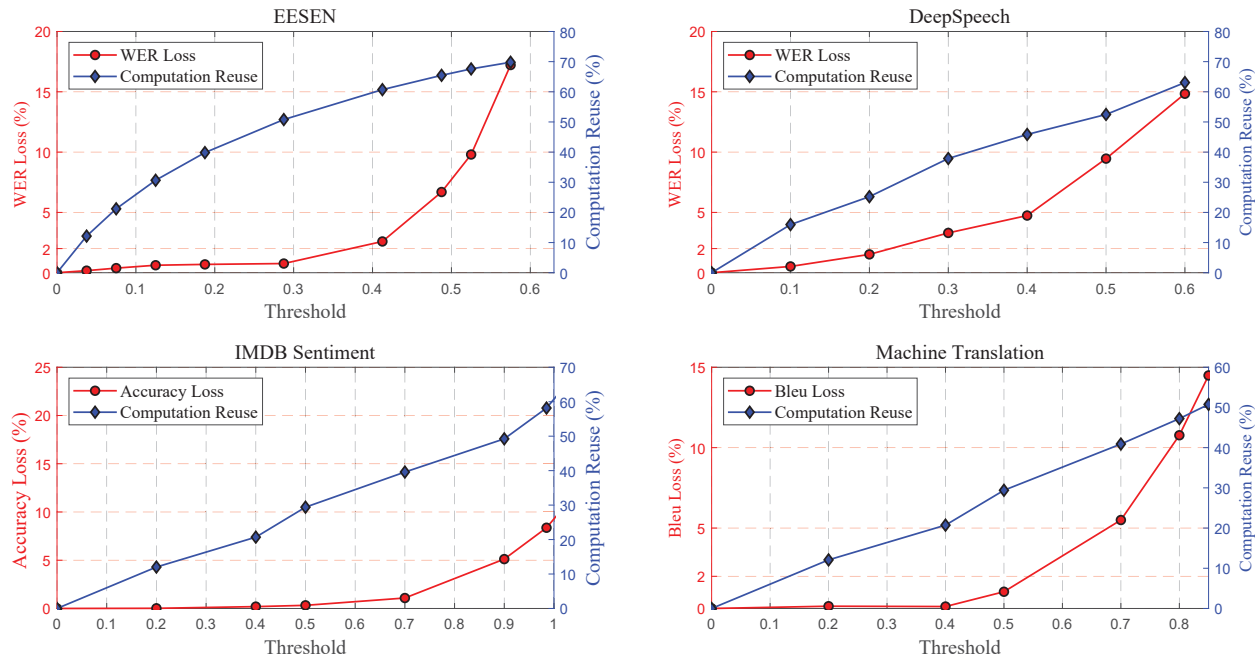 EESEN
WER Loss
Computation Reuse
WER Loss (%)
20
15
10
5
2
0
80
70
60
50
40
30
20
10
0
Computation Reuse (%)
0 0.1 0.2 0.3 0.4 0.5 0.6
Threshold
DeepSpeech
WER Loss
Computation Reuse
WER Loss (%)
20
15
10
5
2
0
80
70
60
50
40
30
20
10
0
Computation Reuse (%)
0 0.1 0.2 0.3 0.4 0.5 0.6
Threshold
IMDB Sentiment
Accuracy Loss
Computation Reuse
Accuracy Loss (%)
25
20
15
10
5
0
70
60
50
40
30
20
10
0
Computation Reuse (%)
0 0.1 0.2 0.3 0.4 0.5 0.6 0.7 0.8 0.9 1
Threshold
Machine Translation
Bleu Loss
Computation Reuse
Bleu Loss (%)
15
10
5
2
0
60
50
40
30
20
10
0
Computation Reuse (%)
0 0.1 0.2 0.3 0.4 0.5 0.6 0.7 0.8
Threshold